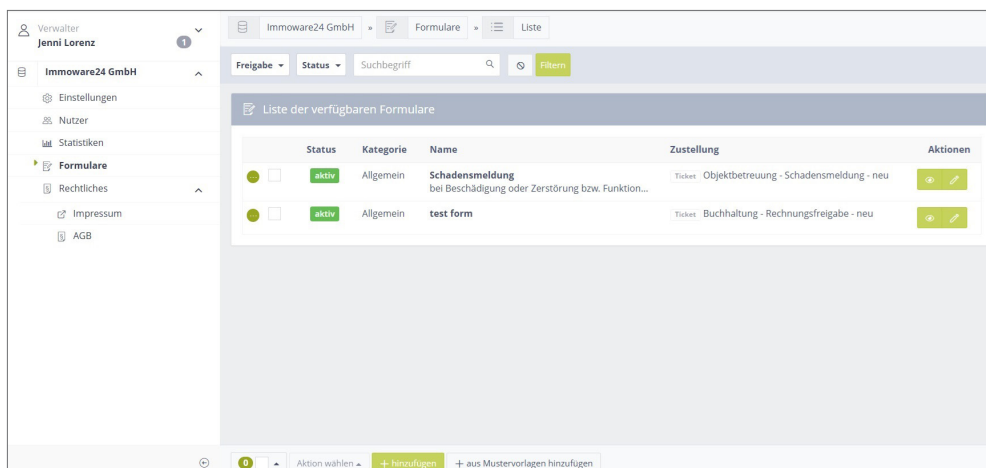 Verwalter
Jenni Lorenz
1
Immoware24 GmbH
Einstellungen
Nutzer
Statistiken
Formulare
Rechtliches
Impressum
AGB
Immoware24 GmbH » Formulare » Liste
Freigabe Status Suchbegriff Filtern
Liste der verfügbaren Formulare
Status Kategorie Name Zustellung Aktionen
aktiv Allgemein Schadensmeldung Ticket Objektbetreuung - Schadensmeldung - neu
bei Beschädigung oder Zerstörung bzw. Funktion...
aktiv Allgemein test form Ticket Buchhaltung - Rechnungsfreigabe - neu
0 Aktion wählen + hinzufügen + aus Mustervorlagen hinzufügen